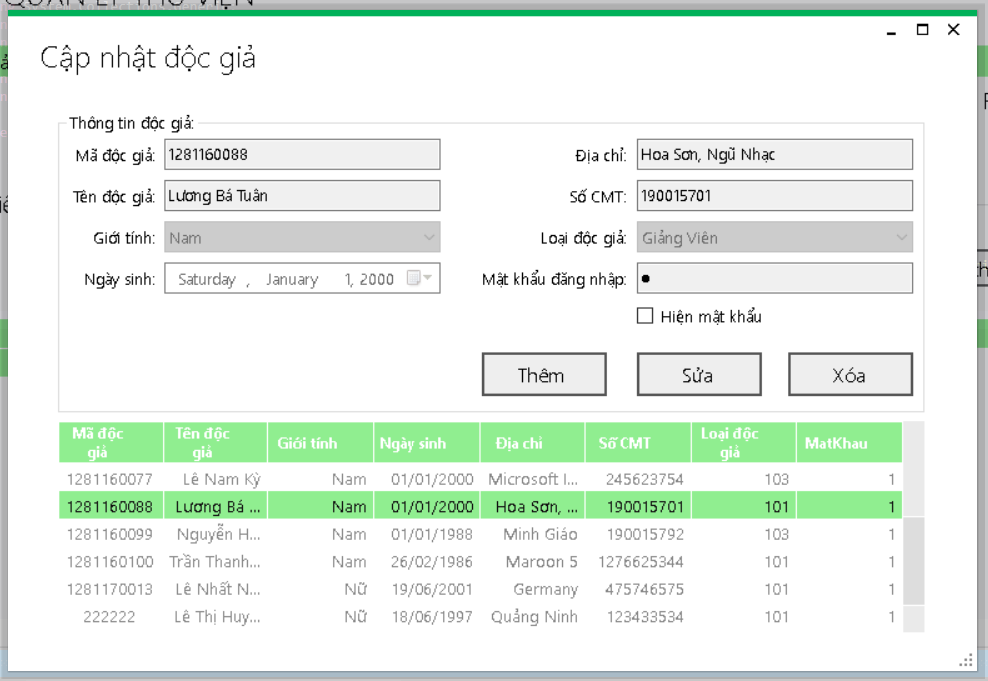 QUẢN LÝ THƯ VIỆN
Cập nhật độc giả
Thông tin độc giả:
Mã độc giả: 1281160088
Địa chỉ: Hoa Sơn, Ngũ Nhạc
Tên độc giả: Lương Bá Tuân
Số CMT: 190015701
Giới tính: Nam
Loại độc giả: Giảng Viên
Ngày sinh: Saturday , January 1, 2000
Mật khẩu đăng nhập: ●
Hiện mật khẩu
Thêm Sửa Xóa
Mã độc giả Tên độc giả Giới tính Ngày sinh Địa chỉ Số CMT Loại độc giả MatKhau
1281160077 Lê Nam Kỳ Nam 01/01/2000 Microsoft I... 245623754 103 1
1281160088 Lương Bá ... Nam 01/01/2000 Hoa Sơn, ... 190015701 101 1
1281160099 Nguyễn H... Nam 01/01/1988 Minh Giáo 190015792 103 1
1281160100 Trần Thanh... Nam 26/02/1986 Maroon 5 1276625344 101 1
1281170013 Lê Nhất N... Nữ 19/06/2001 Germany 475746575 101 1
222222 Lê Thị Huy... Nữ 18/06/1997 Quảng Ninh 123433534 101 1